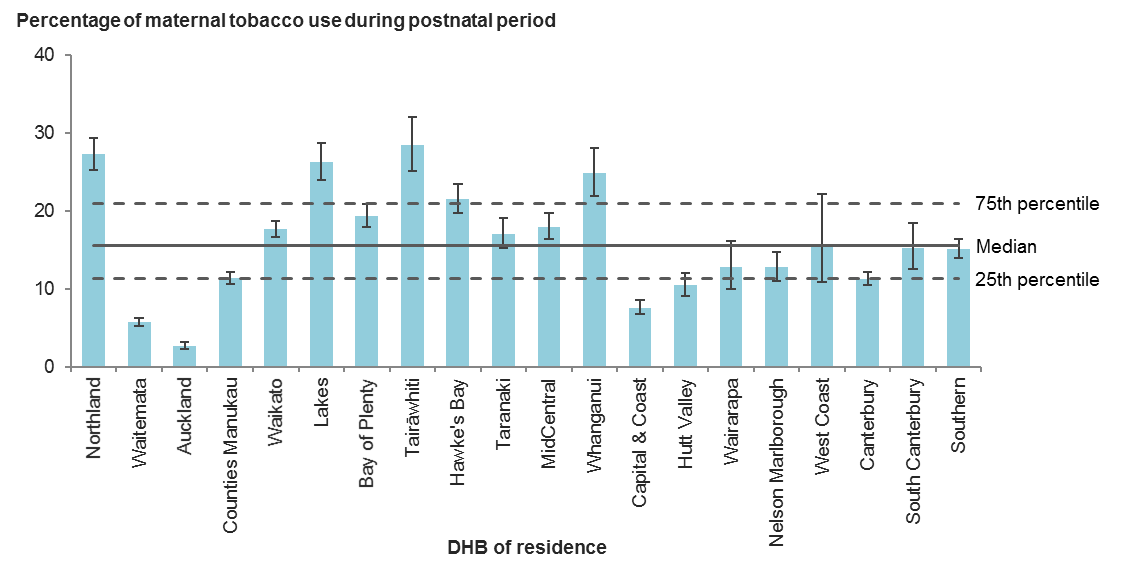 Percentage of maternal tobacco use during postnatal period
40
30
20
10
0
75th percentile
Median
25th percentile
Northland
Waitemata
Auckland
Counties Manukau
Waikato
Lakes
Bay of Plenty
Tairāwhiti
Hawke's Bay
Taranaki
MidCentral
Whanganui
Capital & Coast
Hutt Valley
Wairarapa
Nelson Marlborough
West Coast
Canterbury
South Canterbury
Southern
DHB of residence